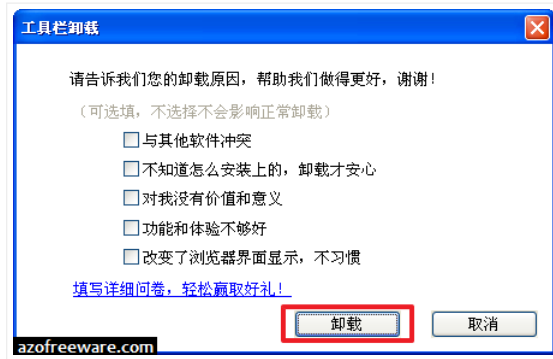 工具栏卸载
请告诉我们您的卸载原因，帮助我们做得更好，谢谢！
（可选填，不选择不会影响正常卸载）
与其他软件冲突
不知道怎么安装上的，卸载才安心
对我没有价值和意义
功能和体验不够好
改变了浏览器界面显示，不习惯
填写详细问卷，轻松赢取好礼！
卸载
取消
azofreeware.com